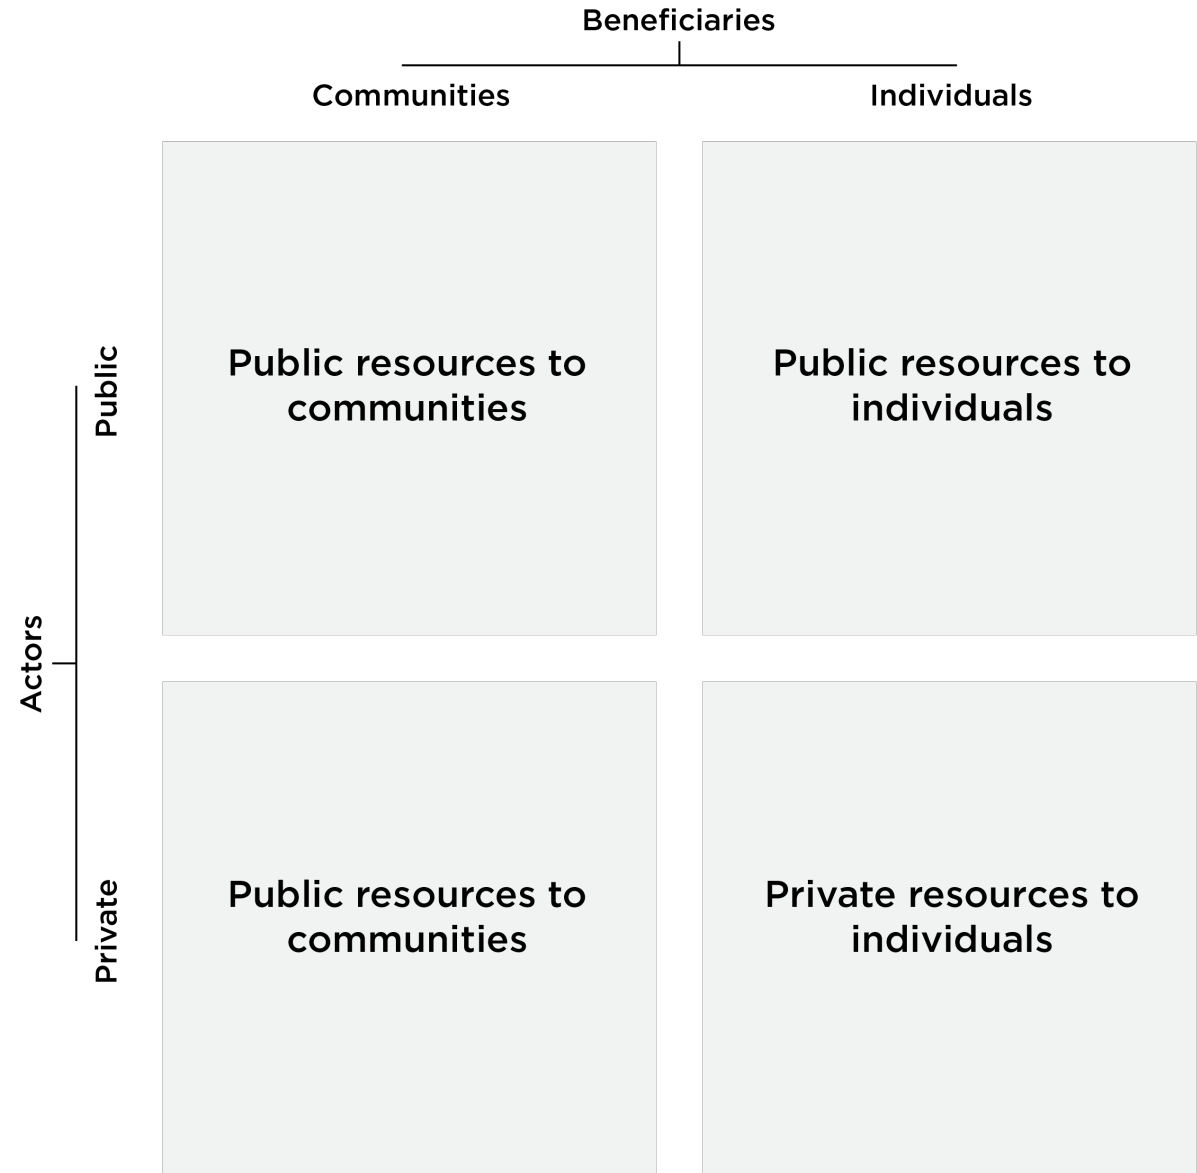 Beneficiaries
Communities
Individuals
Public
Public resources to
communities
Public resources to
individuals
Actors
Private
Public resources to
communities
Private resources to
individuals